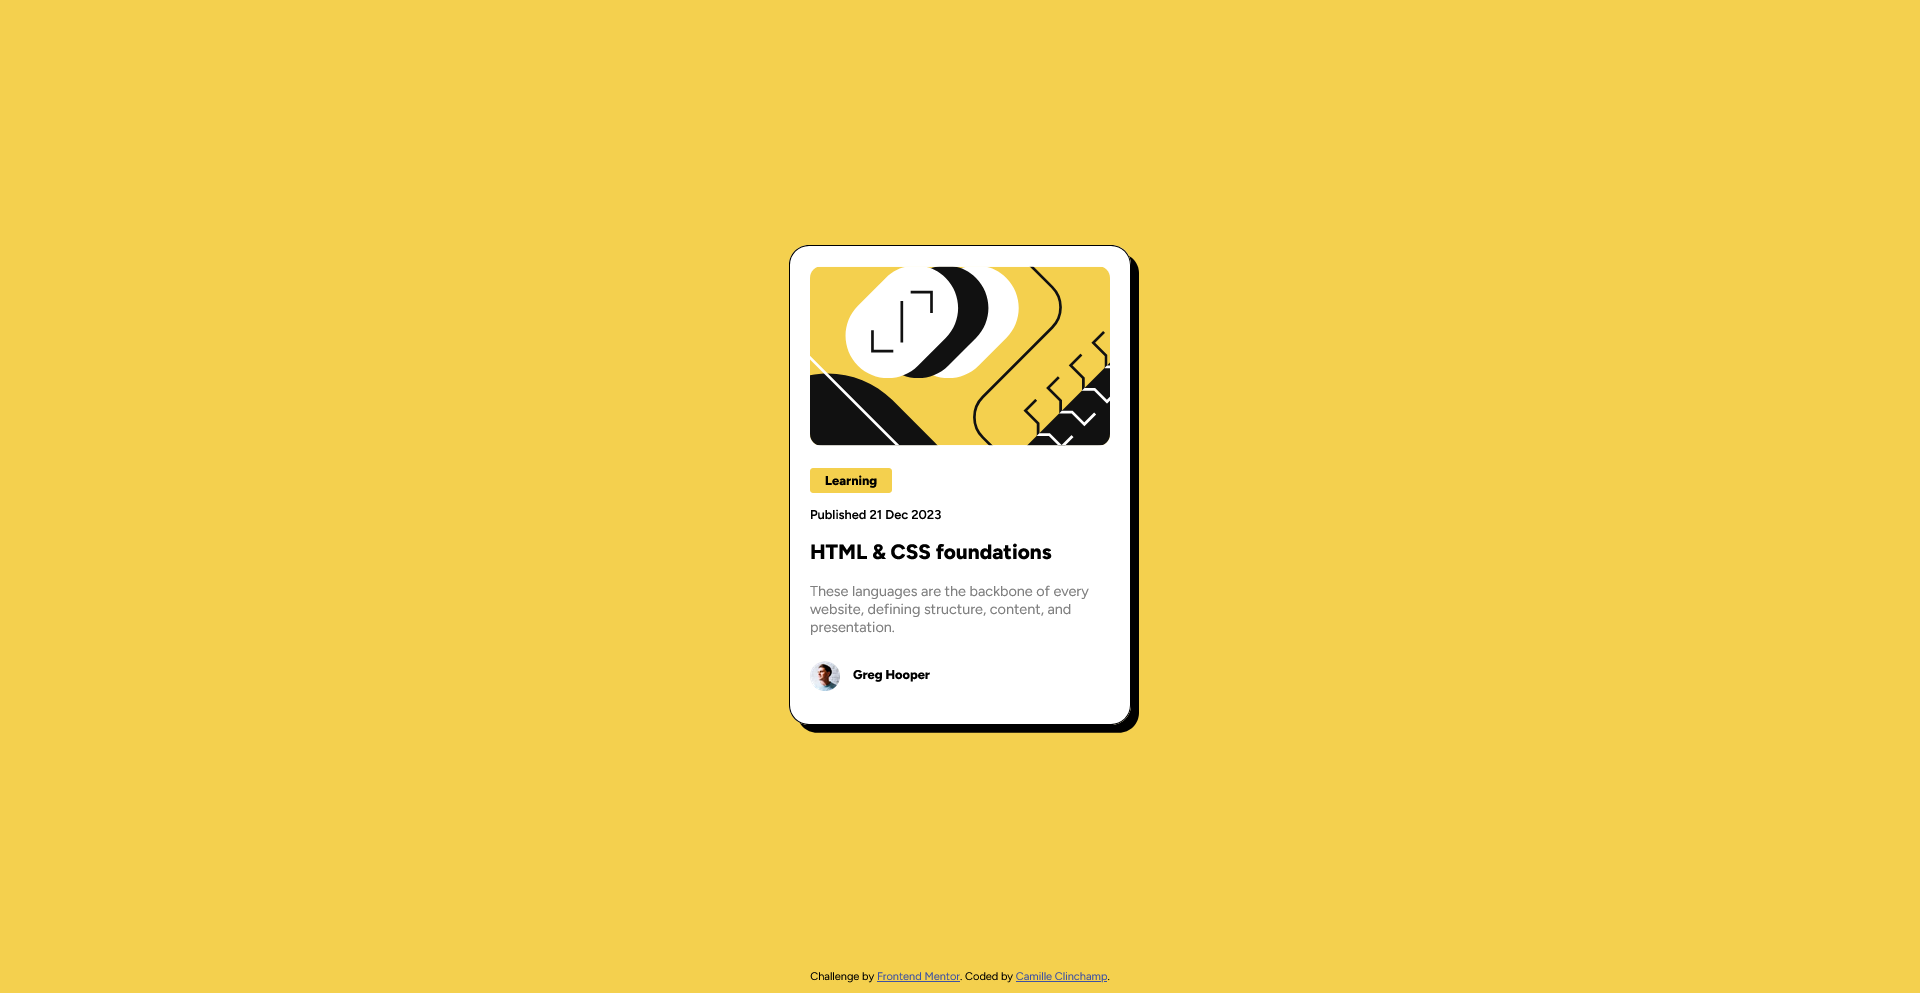 Learning
Published 21 Dec 2023
HTML & CSS foundations
These languages are the backbone of every
website, defining structure, content, and
presentation.
Greg Hooper
Challenge by Frontend Mentor. Coded by Camille Clinchamp.